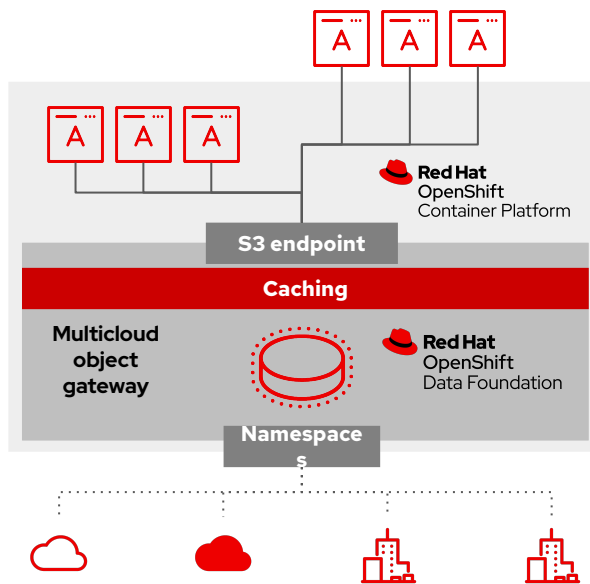 A A A
A A A
Red Hat
OpenShift
Container Platform
S3 endpoint
Caching
Multicloud
object
gateway
Red Hat
OpenShift
Data Foundation
Namespace
s